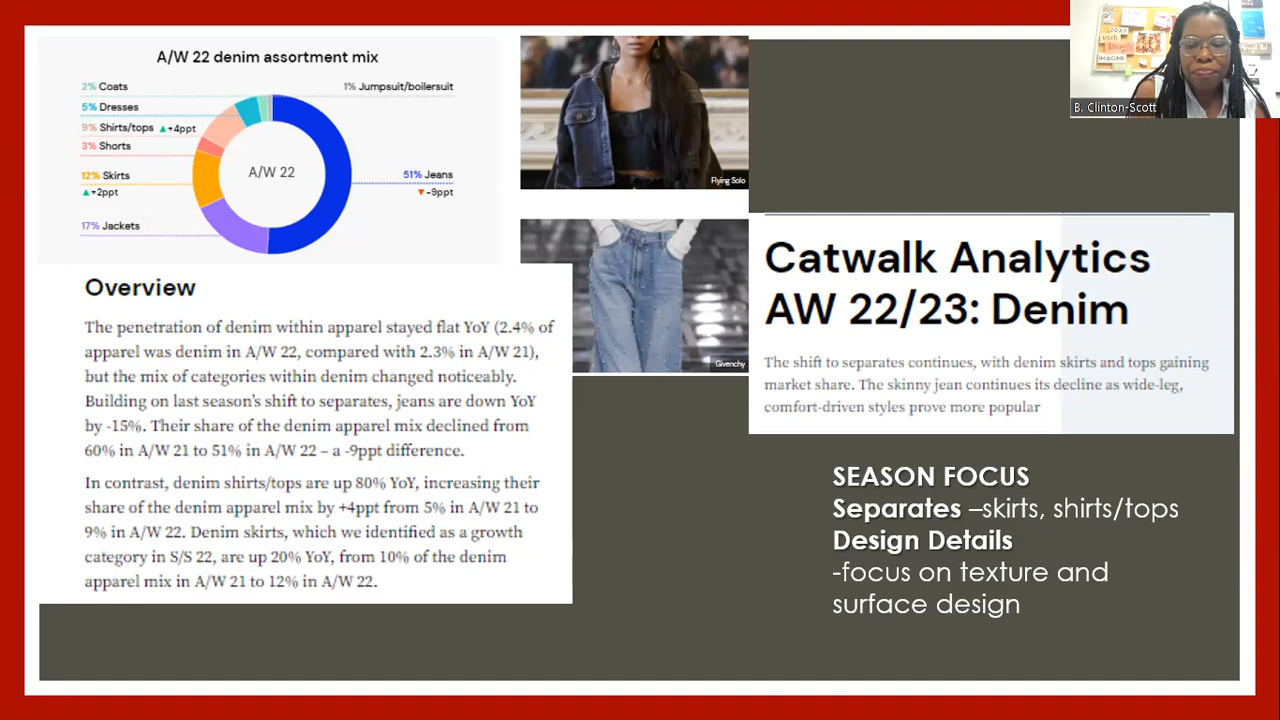 A/W 22 denim assortment mix
2% Coats
1% Jumpsuit/boilersuit
5% Dresses
9% Shirts/tops ▲+4ppt
3% Shorts
A/W 22
12% Skirts
▲+2ppt
51% Jeans
▼-9ppt
17% Jackets
Overview
The penetration of denim within apparel stayed flat YoY (2.4% of
apparel was denim in A/W 22, compared with 2.3% in A/W 21),
but the mix of categories within denim changed noticeably.
Building on last season's shift to separates, jeans are down YoY
by -15%. Their share of the denim apparel mix declined from
60% in A/W 21 to 51% in A/W 22 – a -9ppt difference.
In contrast, denim shirts/tops are up 80% YoY, increasing their
share of the denim apparel mix by +4ppt from 5% in A/W 21 to
9% in A/W 22. Denim skirts, which we identified as a growth
category in S/S 22, are up 20% YoY, from 10% of the denim
apparel mix in A/W 21 to 12% in A/W 22.
Flying Solo
Givenchy
B. Clinton-Scott
IMAGINE
Catwalk Analytics
AW 22/23: Denim
The shift to separates continues, with denim skirts and tops gaining
market share. The skinny jean continues its decline as wide-leg,
comfort-driven styles prove more popular
SEASON FOCUS
Separates –skirts, shirts/tops
Design Details
-focus on texture and
surface design